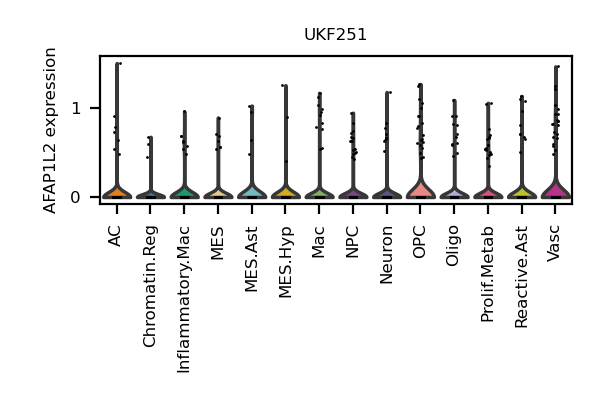 UKF251
AFAP1L2 expression
1
0
AC
Chromatin.Reg
Inflammatory.Mac
MES
MES.Ast
MES.Hyp
Mac
NPC
Neuron
OPC
Oligo
Prolif.Metab
Reactive.Ast
Vasc